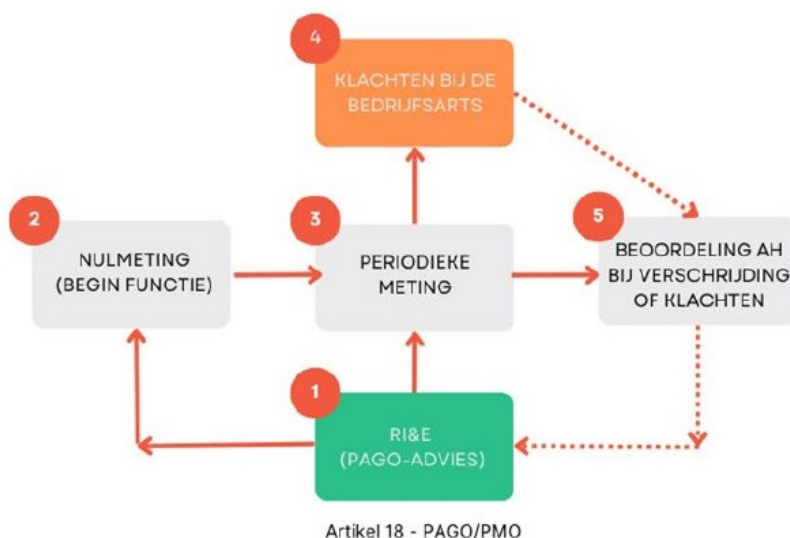 4
KLACHTEN BIJ DE
BEDRIJFSARTS
2
NULMETING
(BEGIN FUNCTIE)
3
PERIODIEKE
METING
5
BEOORDELING AH
BIJ VERSCHRIJDING
OF KLACHTEN
1
RI&E
(PAGO-ADVIES)
Artikel 18 - PAGO/PMO